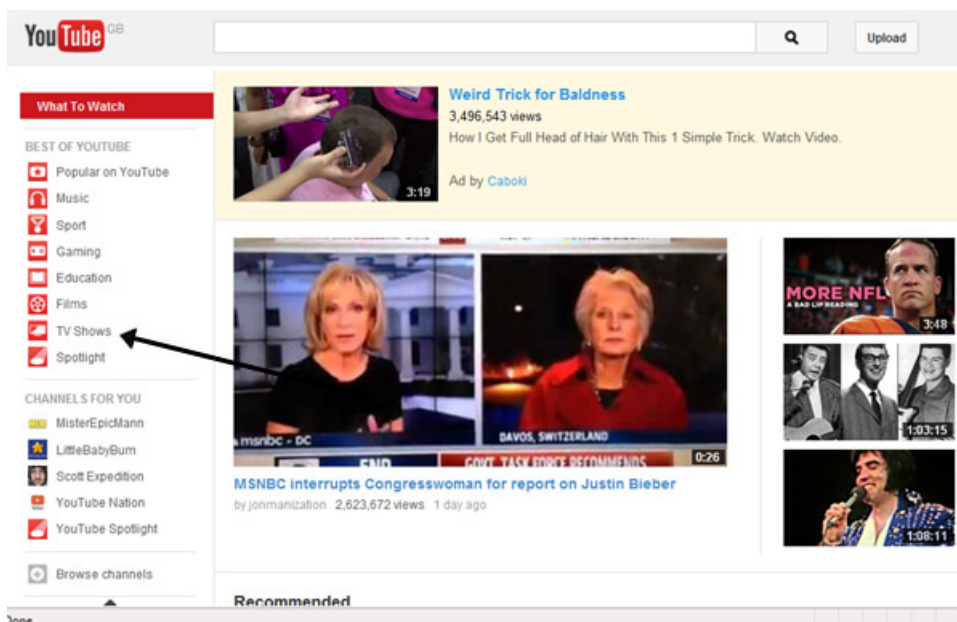 YouTube GB
Upload
What To Watch
BEST OF YOUTUBE
Popular on YouTube
Music
Sport
Gaming
Education
Films
TV Shows
Spotlight
CHANNELS FOR YOU
MisterEpicMann
LittleBabyBum
Scott Expedition
YouTube Nation
YouTube Spotlight
Browse channels
Weird Trick for Baldness
3,496,543 views
How I Get Full Head of Hair With This 1 Simple Trick. Watch Video.
Ad by Caboki
3:19
msnbc - DC
DAVOS, SWITZERLAND
END
GOVT. TASK FORCE RECOMMENDS
0:26
MSNBC interrupts Congresswoman for report on Justin Bieber
by jonmanization 2,623,672 views 1 day ago
MORE NFL
A BAD LIP READING
3:48
1:03:15
1:08:11
Recommended
Done